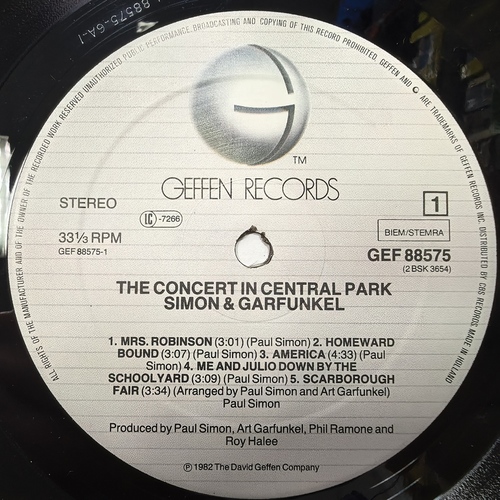 88575-6A-1
ALL RIGHTS OF THE MANUFACTURER AND OF THE OWNER OF THE RECORDED WORK RESERVED UNAUTHORIZED PUBLIC PERFORMANCE, BROADCASTING AND COPYING OF THIS RECORD PROHIBITED. GEFFEN AND G ARE TRADEMARKS OF GEFFEN RECORDS INC. DISTRIBUTED BY CBS RECORDS MADE IN HOLLAND
TM
GEFFEN RECORDS
STEREO
1
LC -7266
33⅓ RPM
BIEM/STEMRA
GEF 88575-1
GEF 88575
(2 BSK 3654)
THE CONCERT IN CENTRAL PARK
SIMON & GARFUNKEL
1. MRS. ROBINSON (3:01) (Paul Simon) 2. HOMEWARD
BOUND (3:07) (Paul Simon) 3. AMERICA (4:33) (Paul
Simon) 4. ME AND JULIO DOWN BY THE
SCHOOLYARD (3:09) (Paul Simon) 5. SCARBOROUGH
FAIR (3:34) (Arranged by Paul Simon and Art Garfunkel)
Paul Simon
Produced by Paul Simon, Art Garfunkel, Phil Ramone and
Roy Halee
℗ 1982 The David Geffen Company